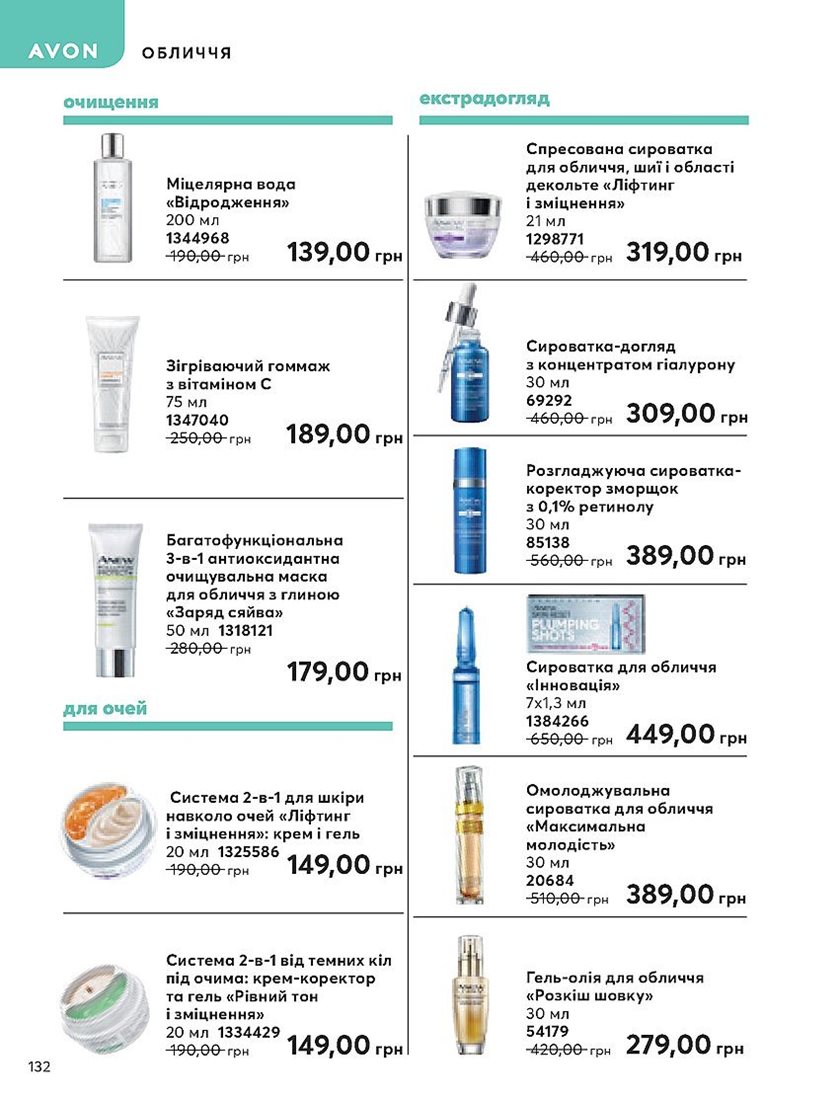 AVON
ОБЛИЧЧЯ
очищення
Міцелярна вода
«Відродження»
200 мл
1344968
190,00 грн
139,00 грн
Зігріваючий гоммаж
з вітаміном С
75 мл
1347040
250,00 грн
189,00 грн
ANEW
Багатофункціональна
3-в-1 антиоксидантна
очищувальна маска
для обличчя з глиною
«Заряд сяйва»
50 мл 1318121
280,00 грн
179,00 грн
для очей
Система 2-в-1 для шкіри
навколо очей «Ліфтинг
і зміцнення»: крем і гель
20 мл 1325586
190,00 грн
149,00 грн
Система 2-в-1 від темних кіл
під очима: крем-коректор
та гель «Рівний тон
і зміцнення»
20 мл 1334429
190,00 грн
149,00 грн
132
екстрадогляд
ANEW
Спресована сироватка
для обличчя, шиї і області
декольте «Ліфтинг
і зміцнення»
21 мл
1298771
460,00 грн
319,00 грн
Сироватка-догляд
з концентратом гіалурону
30 мл
69292
460,00 грн
309,00 грн
Розгладжуюча сироватка-
коректор зморщок
з 0,1% ретинолу
30 мл
85138
560,00 грн
389,00 грн
ANEW
SKIN RESET
PLUMPING
SHOTS
Сироватка для обличчя
«Інновація»
7х1,3 мл
1384266
650,00 грн
449,00 грн
Омолоджувальна
сироватка для обличчя
«Максимальна
молодість»
30 мл
20684
510,00 грн
389,00 грн
ANEW
Гель-олія для обличчя
«Розкіш шовку»
30 мл
54179
420,00 грн
279,00 грн